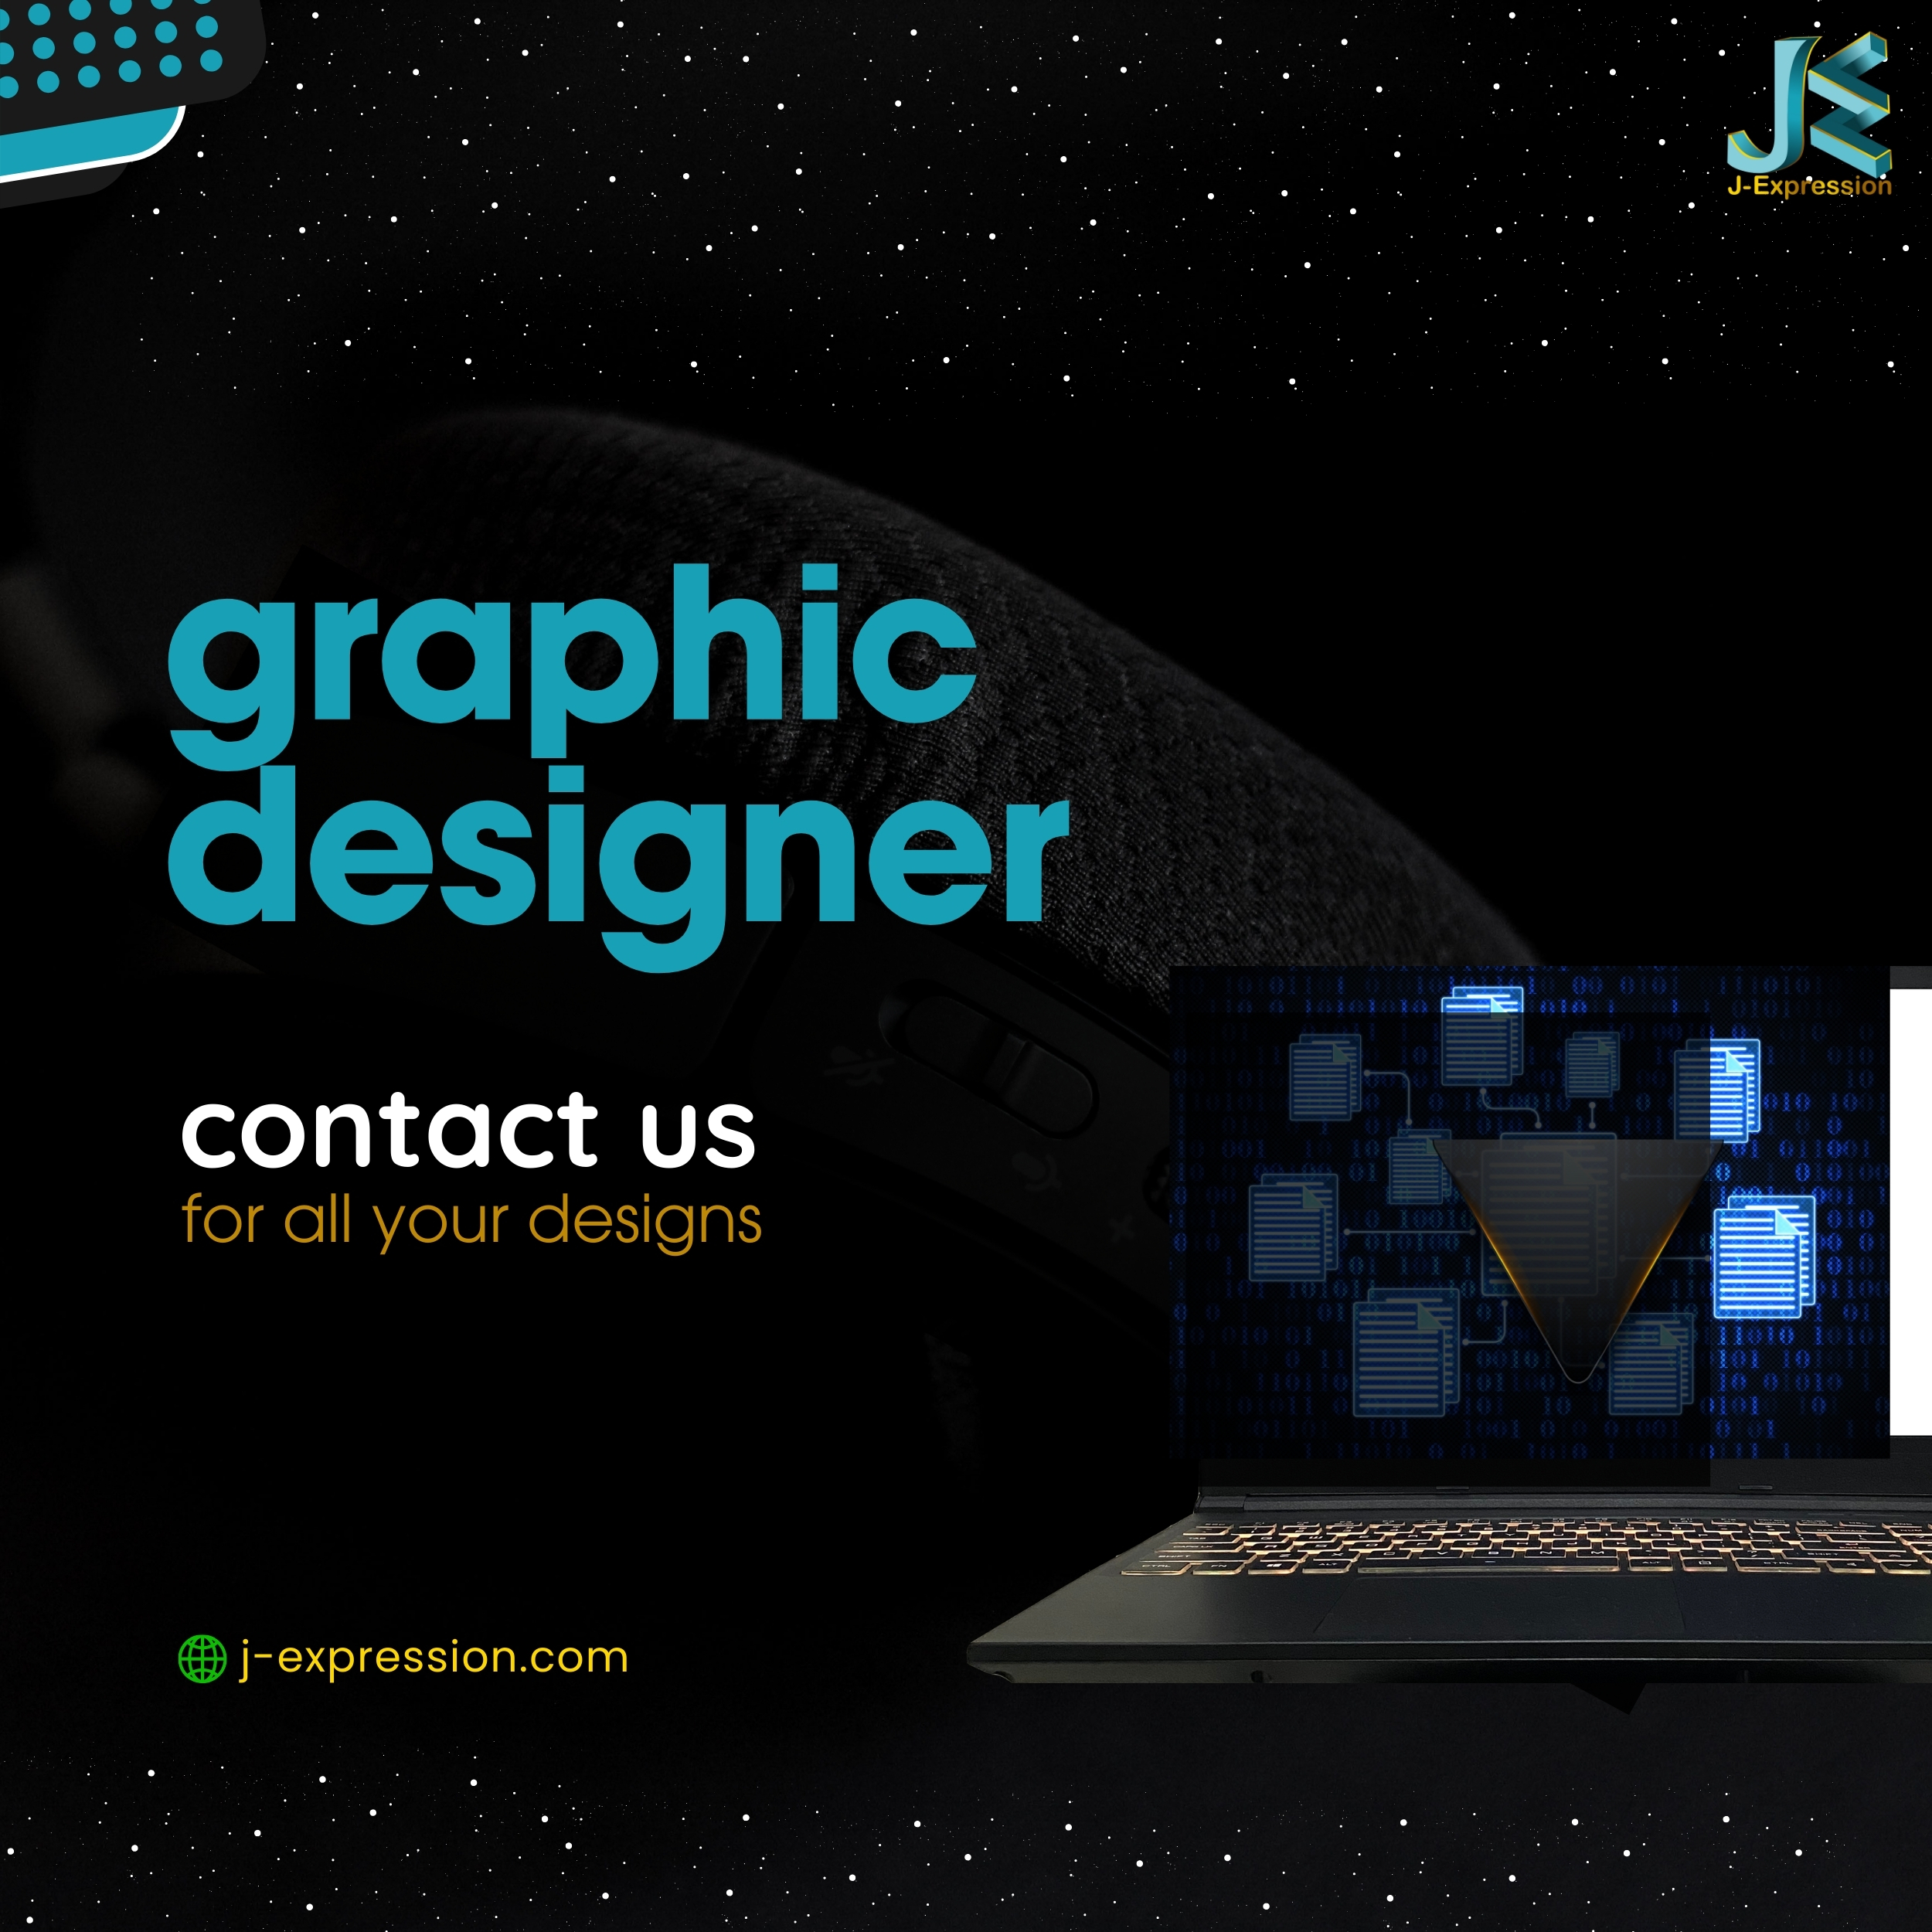 J-Expression
graphic
designer
contact us
for all your designs
j-expression.com